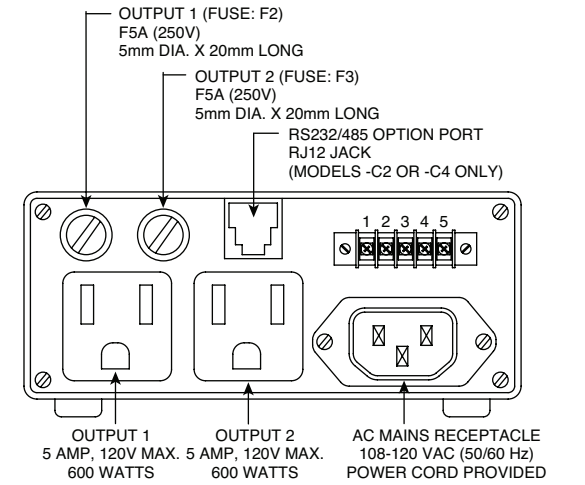 OUTPUT 1 (FUSE: F2)
F5A (250V)
5mm DIA. X 20mm LONG
OUTPUT 2 (FUSE: F3)
F5A (250V)
5mm DIA. X 20mm LONG
RS232/485 OPTION PORT
RJ12 JACK
(MODELS -C2 OR -C4 ONLY)
1 2 3 4 5
OUTPUT 1
5 AMP, 120V MAX.
600 WATTS
OUTPUT 2
5 AMP, 120V MAX.
600 WATTS
AC MAINS RECEPTACLE
108-120 VAC (50/60 Hz)
POWER CORD PROVIDED